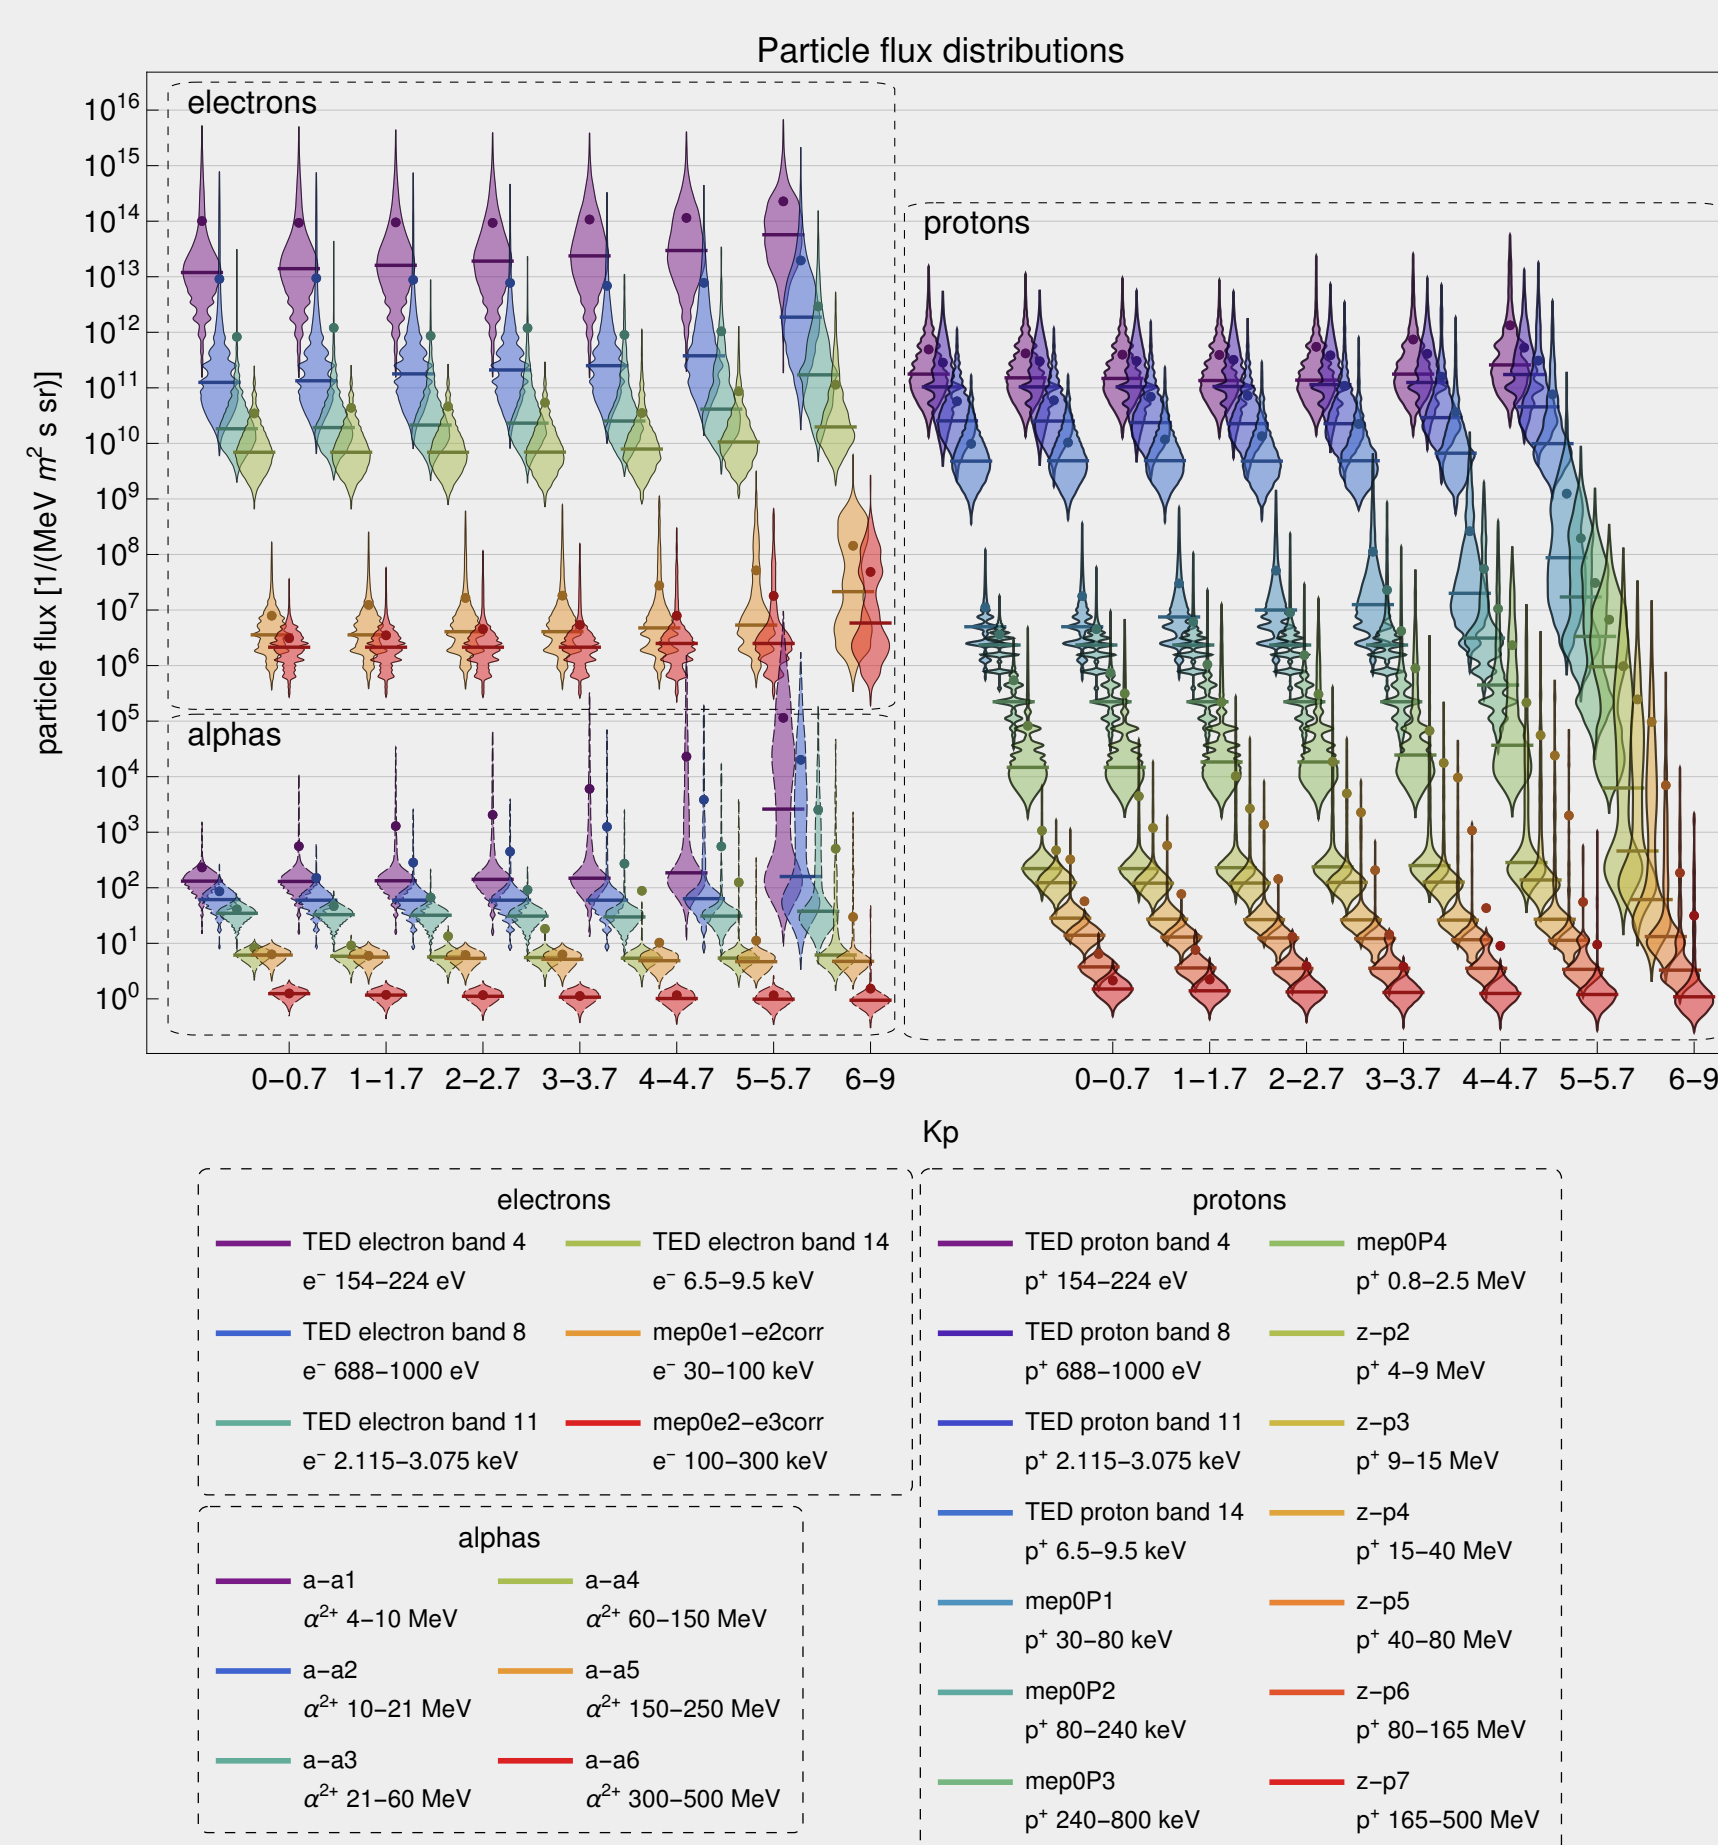 Particle flux distributions
electrons
protons
alphas
10^16
10^15
10^14
10^13
10^12
10^11
10^10
10^9
10^8
10^7
10^6
10^5
10^4
10^3
10^2
10^1
10^0
particle flux [1/(MeV m² s sr)]
0–0.7 1–1.7 2–2.7 3–3.7 4–4.7 5–5.7 6–9
0–0.7 1–1.7 2–2.7 3–3.7 4–4.7 5–5.7 6–9
Kp
electrons
TED electron band 4
e⁻ 154–224 eV
TED electron band 8
e⁻ 688–1000 eV
TED electron band 11
e⁻ 2.115–3.075 keV
TED electron band 14
e⁻ 6.5–9.5 keV
mep0e1–e2corr
e⁻ 30–100 keV
mep0e2–e3corr
e⁻ 100–300 keV
alphas
a–a1
α²⁺ 4–10 MeV
a–a2
α²⁺ 10–21 MeV
a–a3
α²⁺ 21–60 MeV
a–a4
α²⁺ 60–150 MeV
a–a5
α²⁺ 150–250 MeV
a–a6
α²⁺ 300–500 MeV
protons
TED proton band 4
p⁺ 154–224 eV
TED proton band 8
p⁺ 688–1000 eV
TED proton band 11
p⁺ 2.115–3.075 keV
TED proton band 14
p⁺ 6.5–9.5 keV
mep0P1
p⁺ 30–80 keV
mep0P2
p⁺ 80–240 keV
mep0P3
p⁺ 240–800 keV
mep0P4
p⁺ 0.8–2.5 MeV
z–p2
p⁺ 4–9 MeV
z–p3
p⁺ 9–15 MeV
z–p4
p⁺ 15–40 MeV
z–p5
p⁺ 40–80 MeV
z–p6
p⁺ 80–165 MeV
z–p7
p⁺ 165–500 MeV